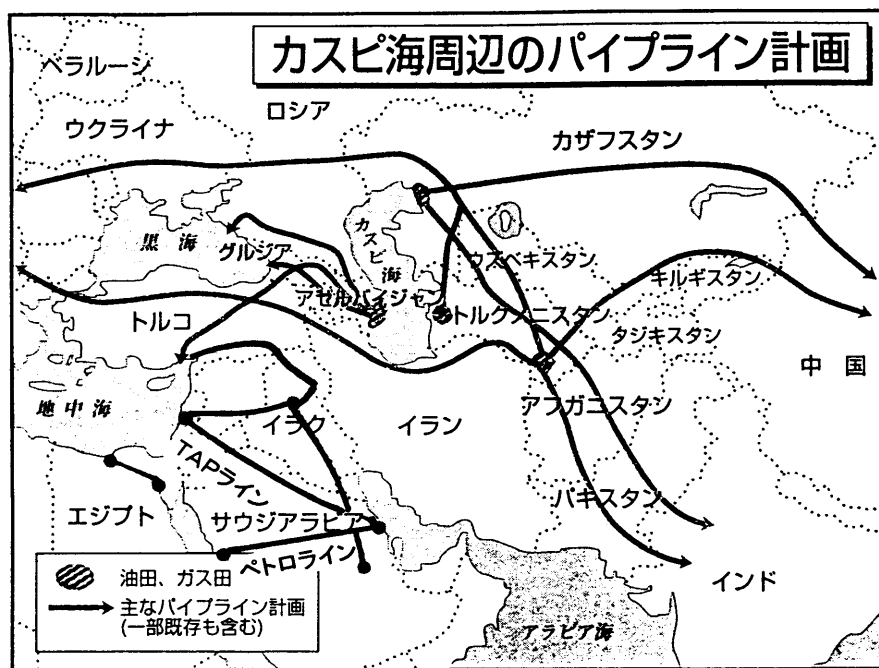 カスピ海周辺のパイプライン計画
ベラルーシ
ロシア
ウクライナ
カザフスタン
黒海
グルジア
カスピ海
ウズベキスタン
キルギスタン
アゼルバイジャ
トルクメニスタン
トルコ
タジキスタン
中国
地中海
イラク
イラン
アフガニスタン
TAPライン
パキスタン
エジプト
サウジアラビア
ペトロライン
インド
アラビア海
油田、ガス田
主なパイプライン計画
(一部既存も含む)